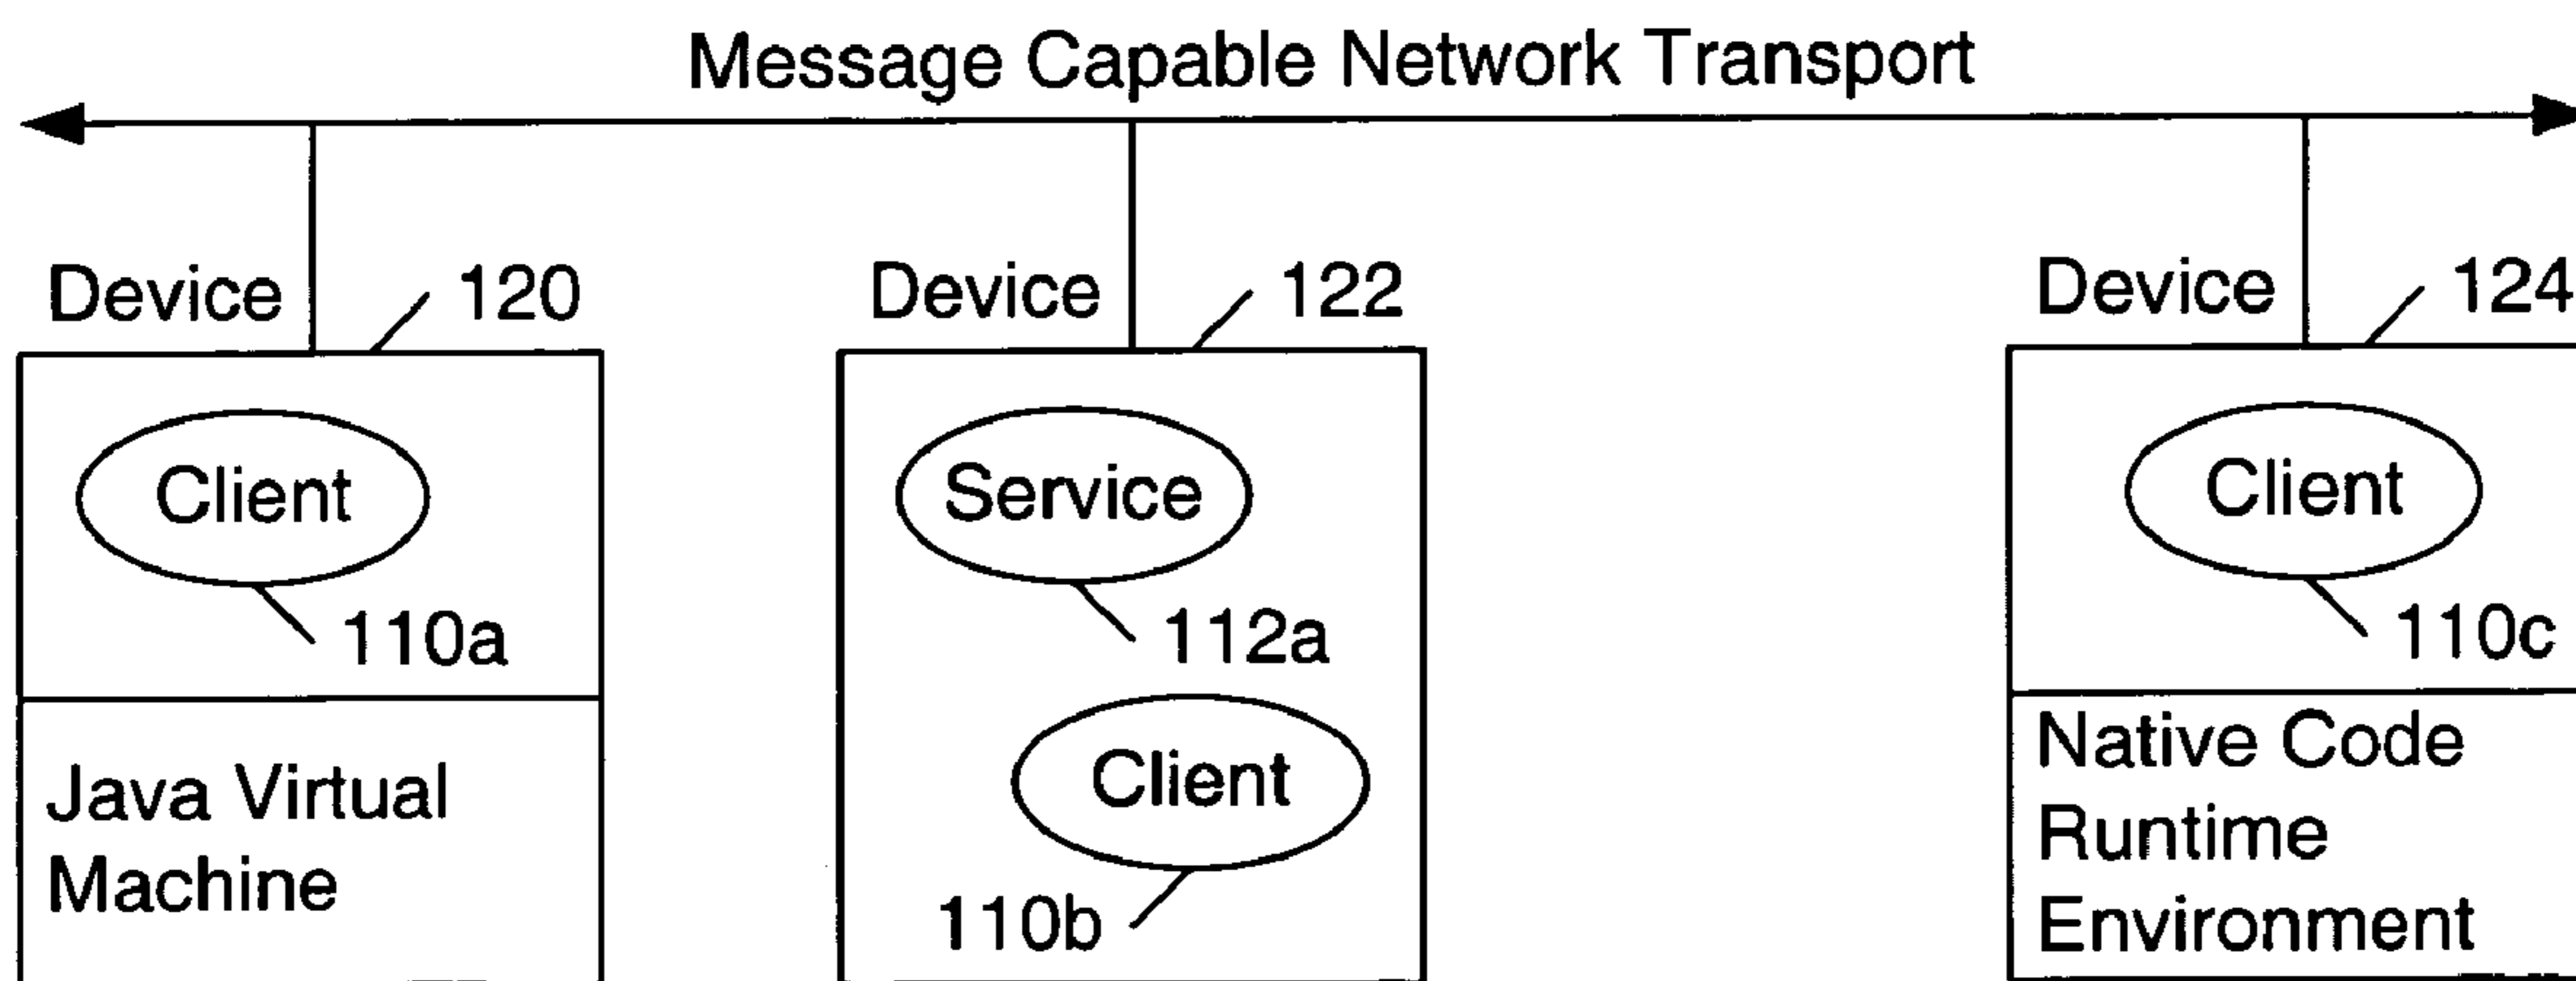 Message Capable Network Transport
Device 120
Device 122
Device 124
Client
110a
Java Virtual
Machine
Service
112a
Client
110b
Client
110c
Native Code
Runtime
Environment